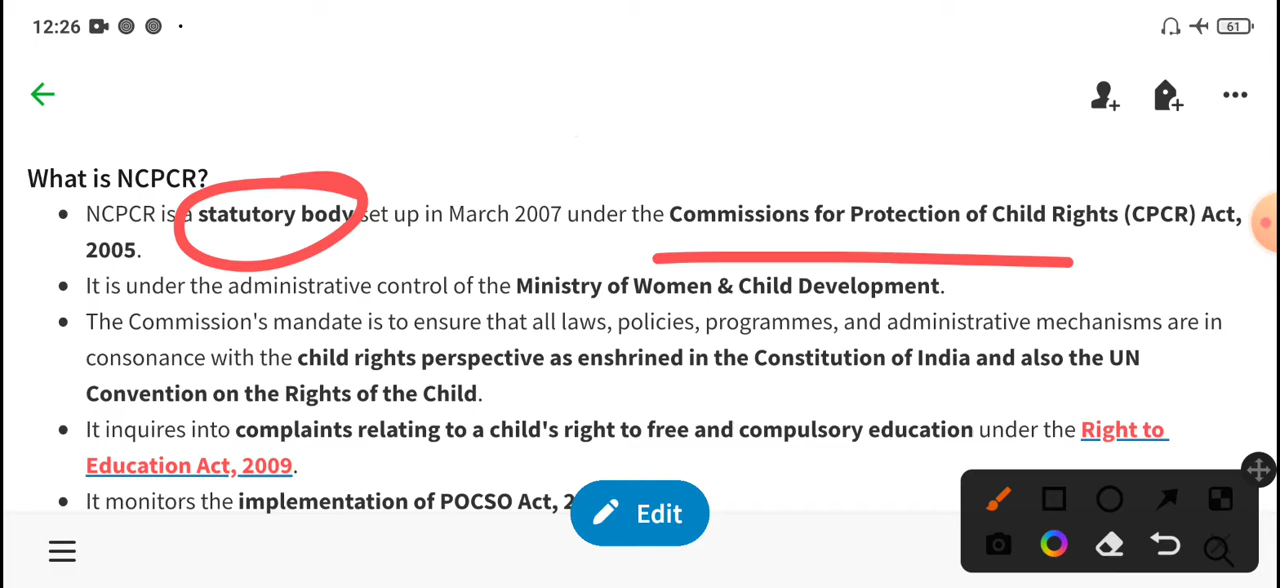 12:26
61
What is NCPCR?
NCPCR is a statutory body set up in March 2007 under the Commissions for Protection of Child Rights (CPCR) Act,
2005.
It is under the administrative control of the Ministry of Women & Child Development.
The Commission's mandate is to ensure that all laws, policies, programmes, and administrative mechanisms are in
consonance with the child rights perspective as enshrined in the Constitution of India and also the UN
Convention on the Rights of the Child.
It inquires into complaints relating to a child's right to free and compulsory education under the Right to
Education Act, 2009.
It monitors the implementation of POCSO Act, 2
Edit